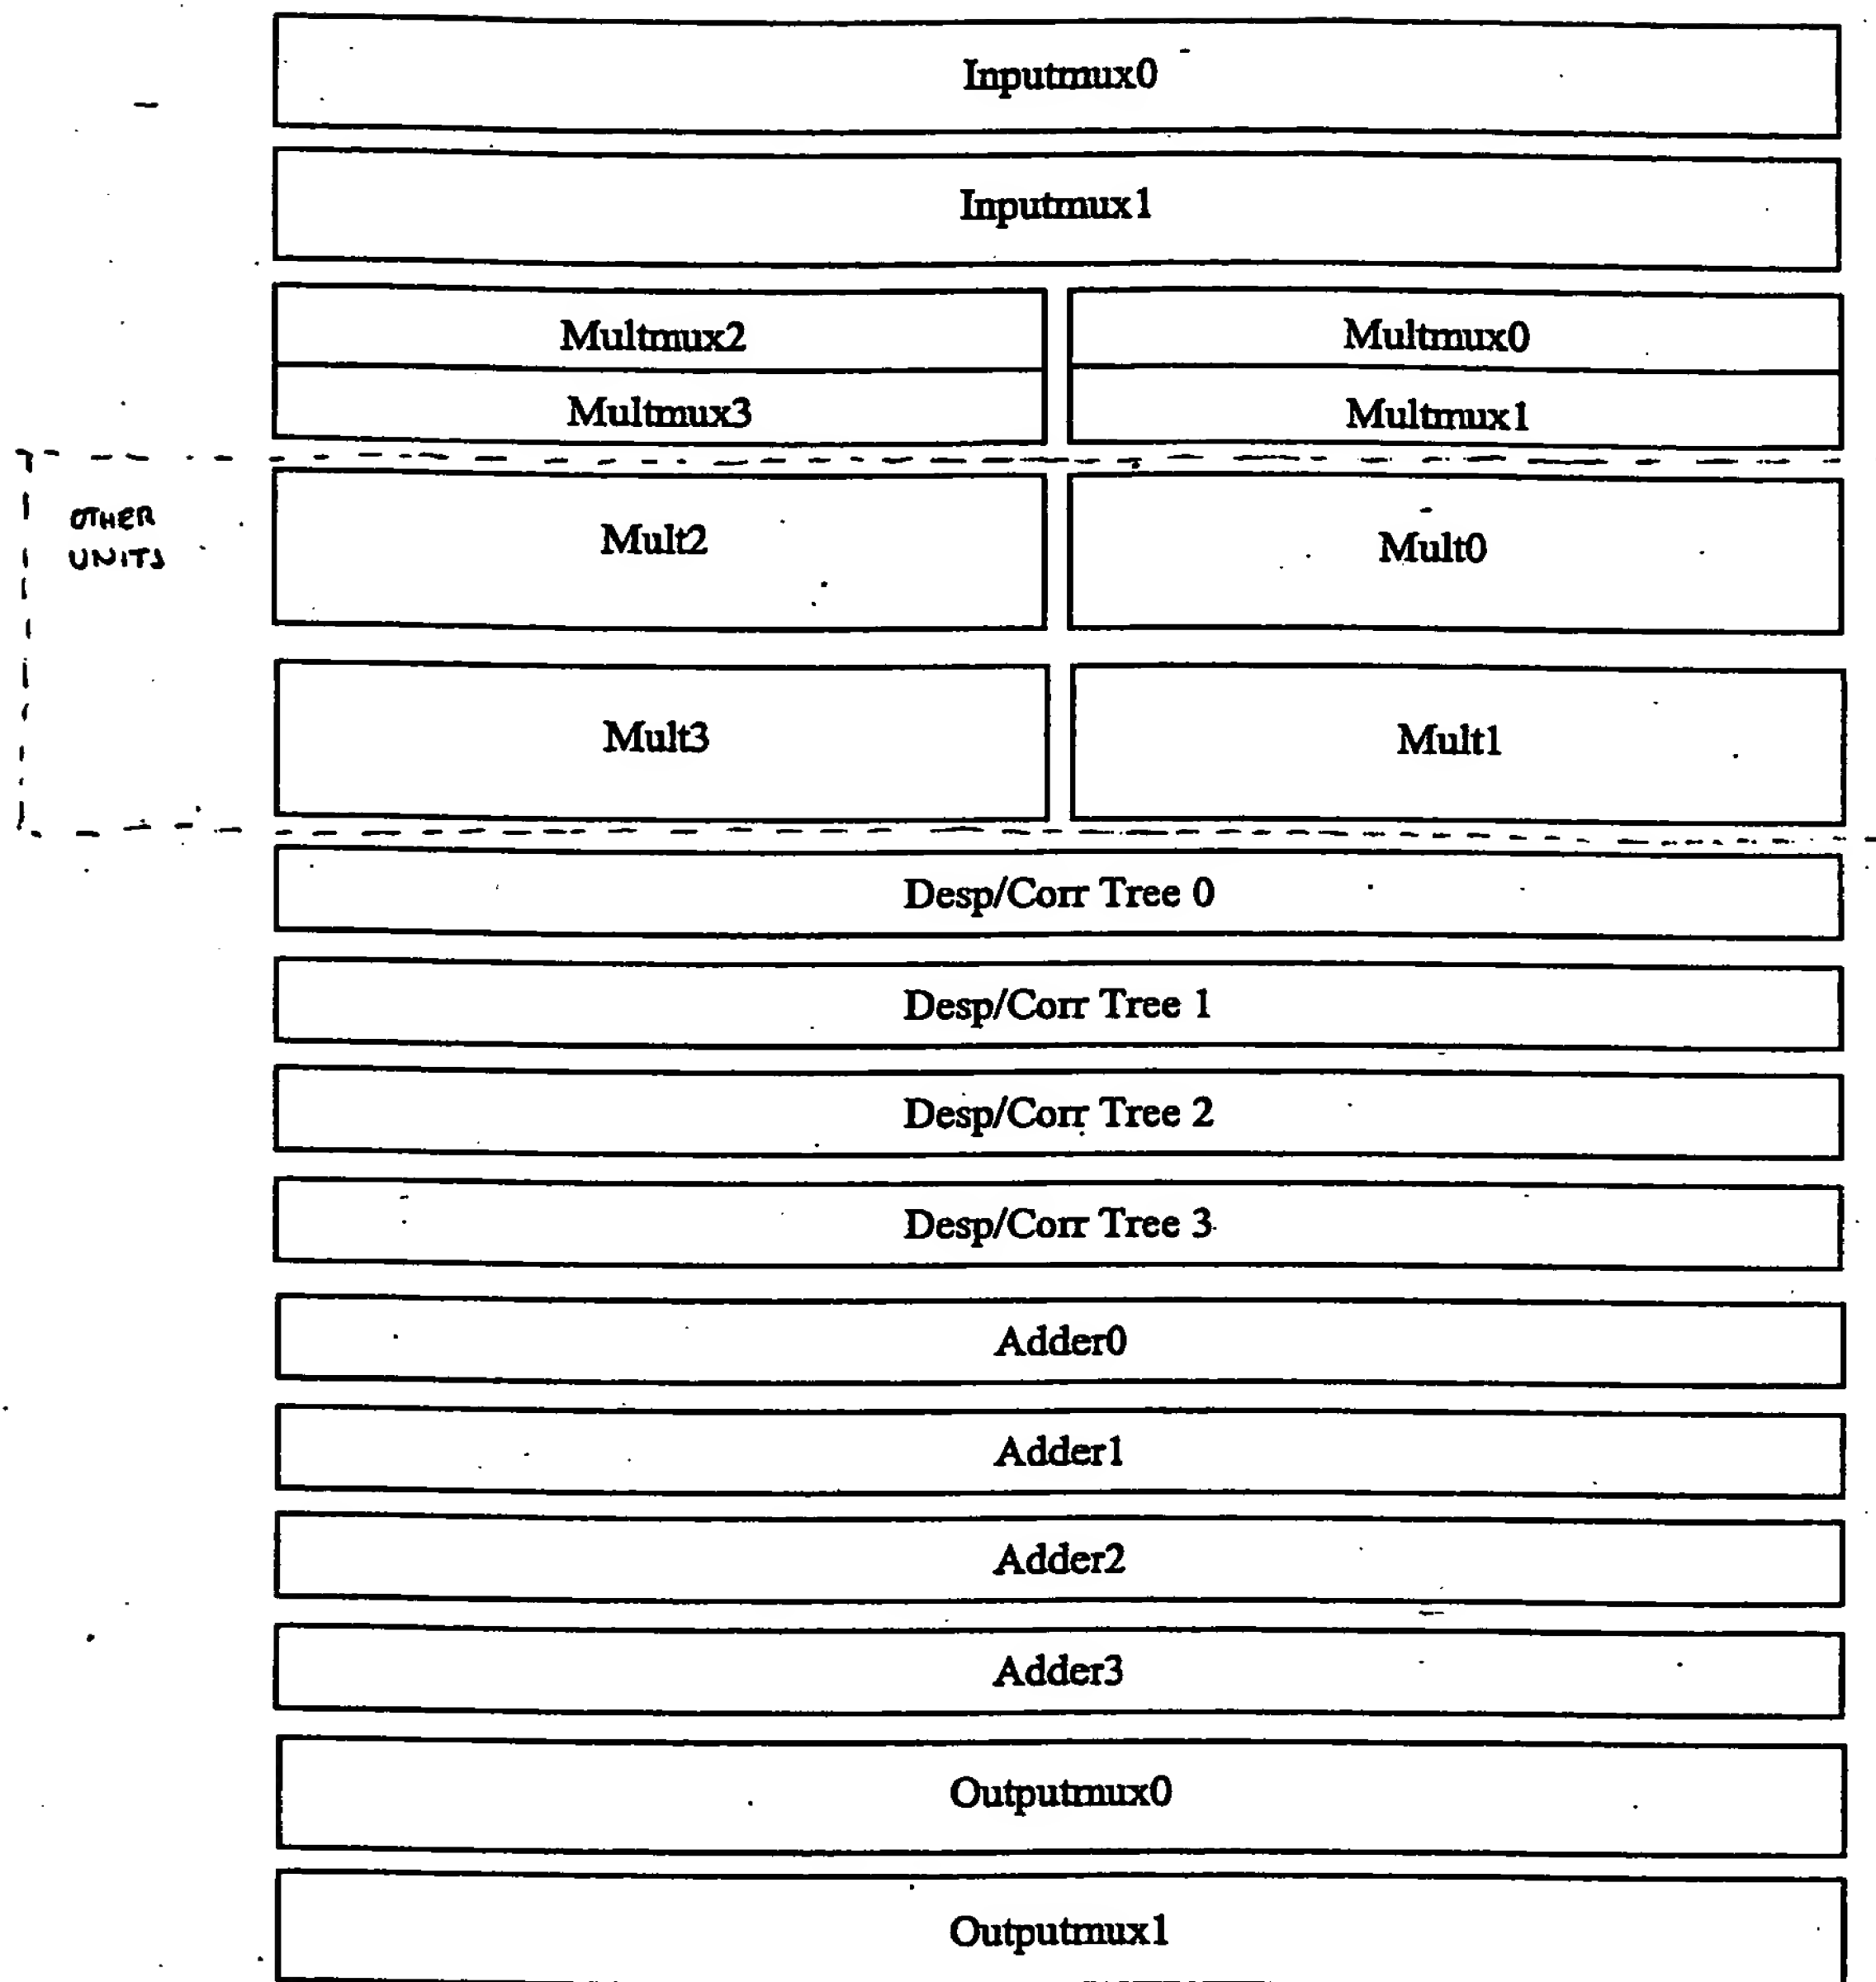 Inputmux0
Inputmux1
Multmux2 Multmux0
Multmux3 Multmux1
OTHER
UNITS
Mult2 Mult0
Mult3 Mult1
Desp/Corr Tree 0
Desp/Corr Tree 1
Desp/Corr Tree 2
Desp/Corr Tree 3
Adder0
Adder1
Adder2
Adder3
Outputmux0
Outputmux1